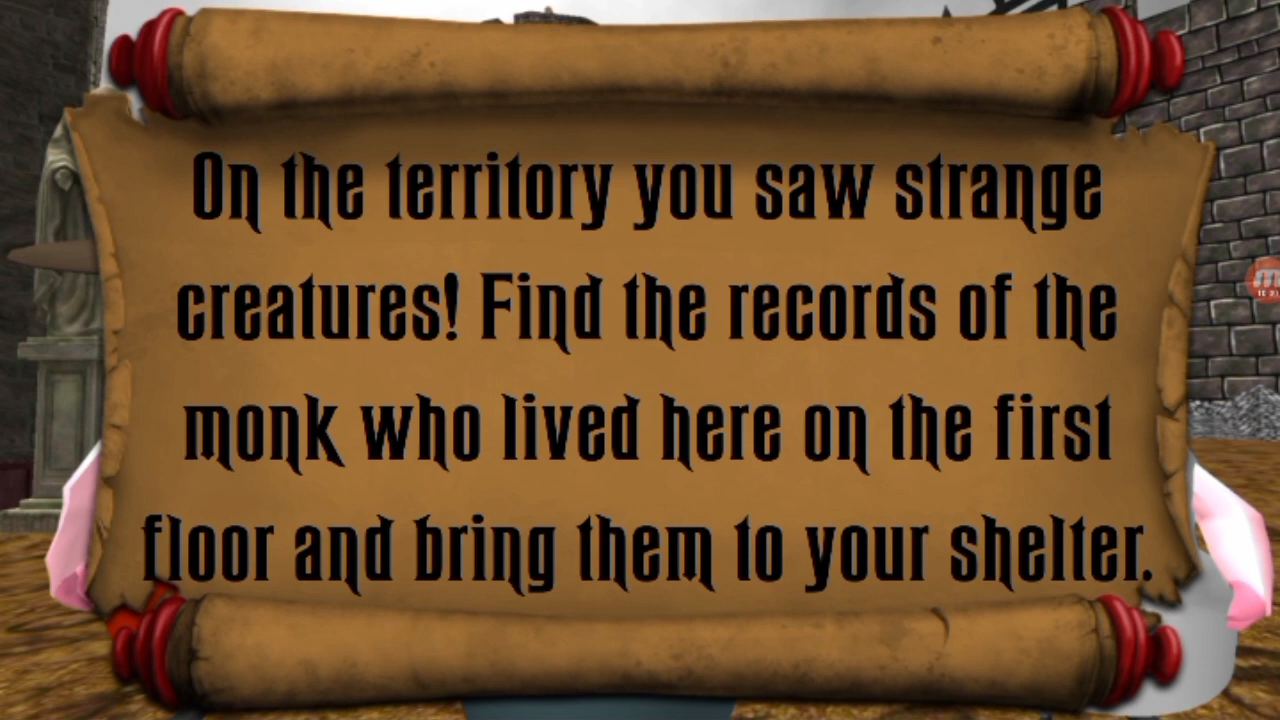 On the territory you saw strange
creatures! Find the records of the
monk who lived here on the first
floor and bring them to your shelter.